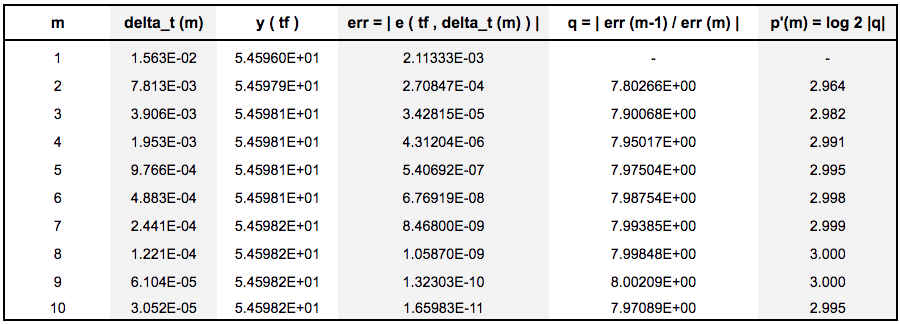 m delta_t (m) y ( tf ) err = | e ( tf , delta_t (m) ) | q = | err (m-1) / err (m) | p'(m) = log 2 |q|
1 1.563E-02 5.45960E+01 2.11333E-03 - -
2 7.813E-03 5.45979E+01 2.70847E-04 7.80266E+00 2.964
3 3.906E-03 5.45981E+01 3.42815E-05 7.90068E+00 2.982
4 1.953E-03 5.45981E+01 4.31204E-06 7.95017E+00 2.991
5 9.766E-04 5.45981E+01 5.40692E-07 7.97504E+00 2.995
6 4.883E-04 5.45981E+01 6.76919E-08 7.98754E+00 2.998
7 2.441E-04 5.45982E+01 8.46800E-09 7.99385E+00 2.999
8 1.221E-04 5.45982E+01 1.05870E-09 7.99848E+00 3.000
9 6.104E-05 5.45982E+01 1.32303E-10 8.00209E+00 3.000
10 3.052E-05 5.45982E+01 1.65983E-11 7.97089E+00 2.995